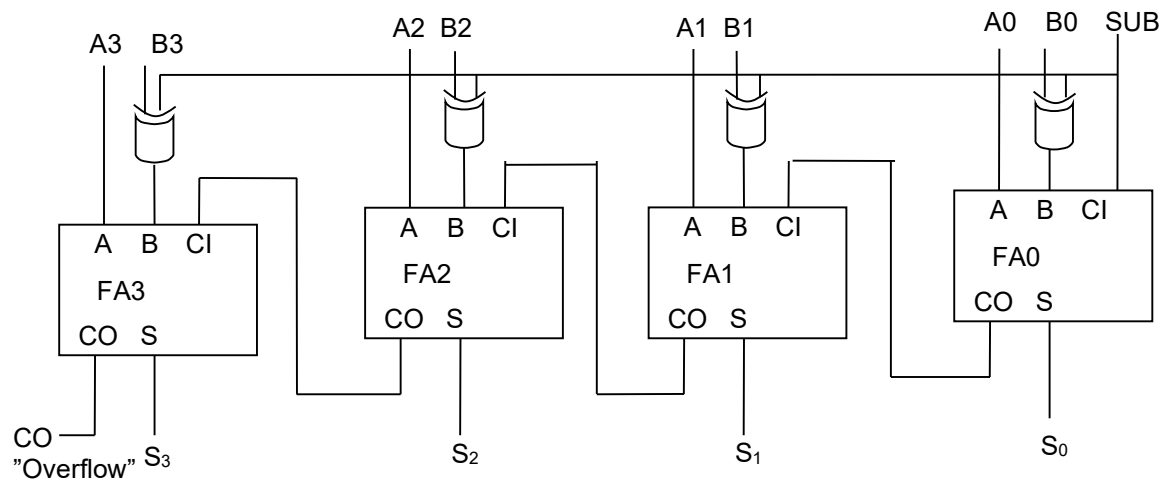 A3 B3 A2 B2 A1 B1 A0 B0 SUB
A B CI
FA3
CO S
A B CI
FA2
CO S
A B CI
FA1
CO S
A B CI
FA0
CO S
CO
”Overflow”
S3
S2
S1
S0